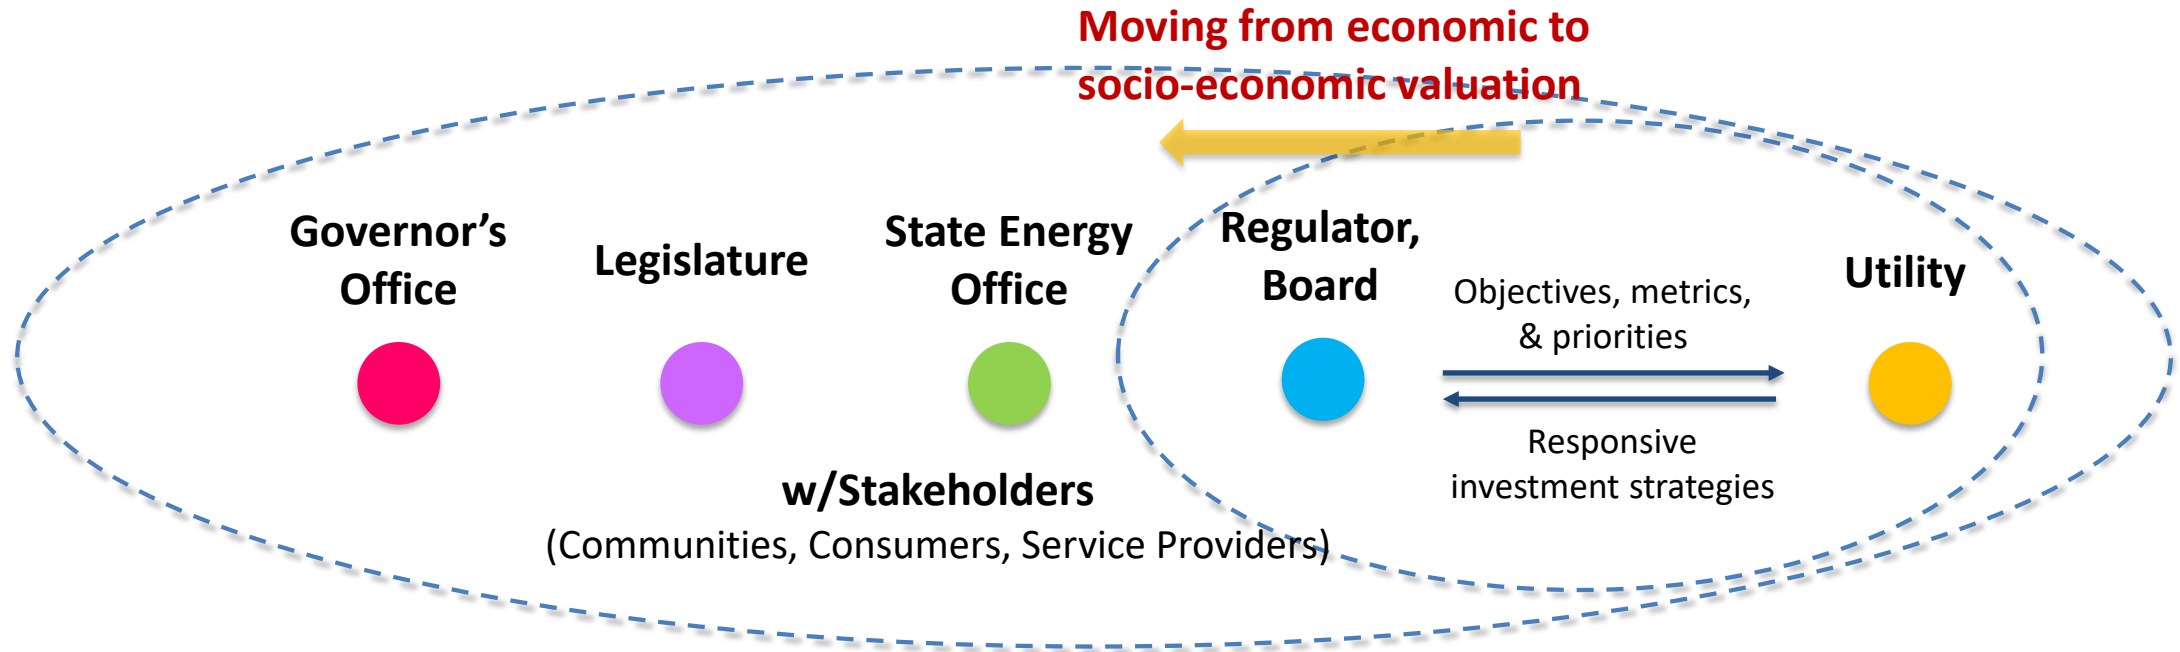 Moving from economic to
socio-economic valuation
Governor’s
Office
Legislature
State Energy
Office
Regulator,
Board
Objectives, metrics,
& priorities
Utility
Responsive
investment strategies
w/Stakeholders
(Communities, Consumers, Service Providers)